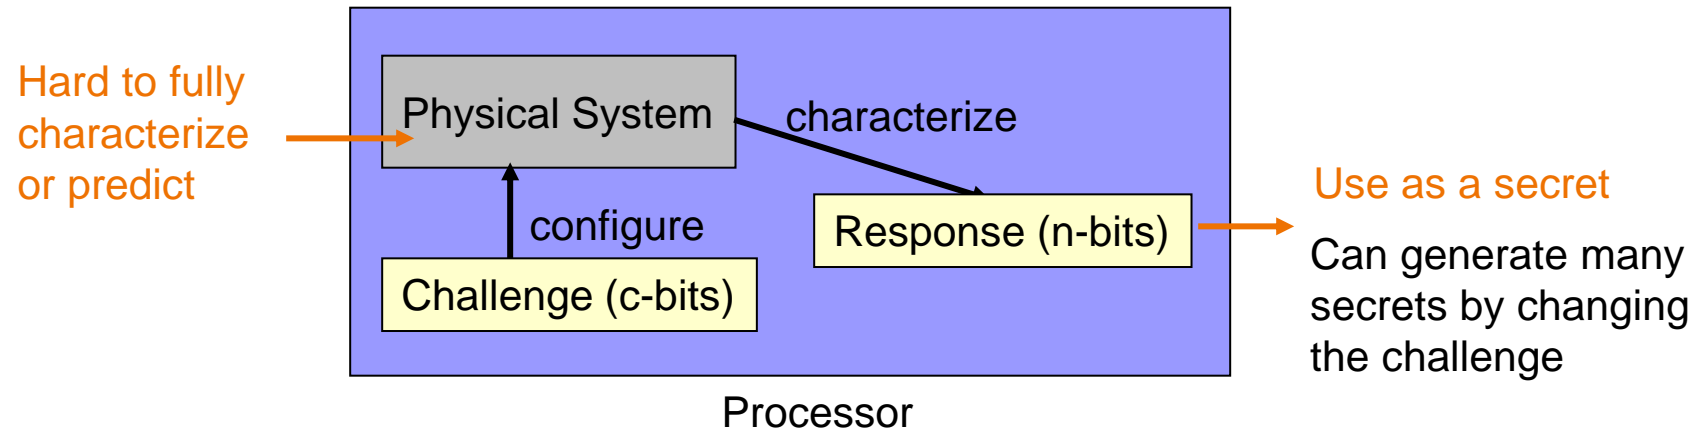 Hard to fully
characterize
or predict
Physical System
characterize
configure
Challenge (c-bits)
Response (n-bits)
Use as a secret
Can generate many
secrets by changing
the challenge
Processor